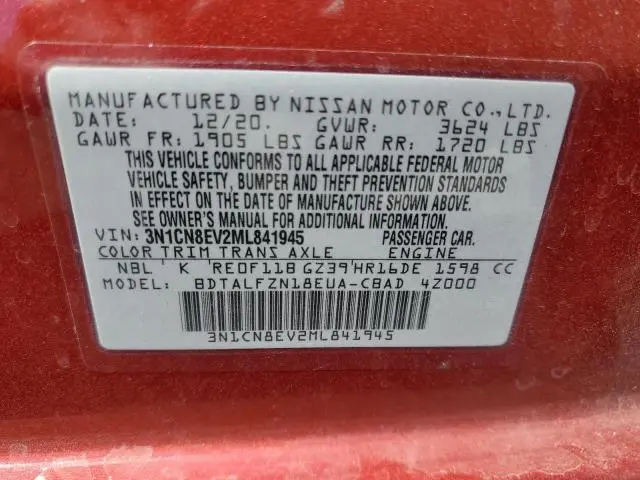 MANUFACTURED BY NISSAN MOTOR CO., LTD.
DATE: 12/20. GVWR: 3624 LBS
GAWR FR: 1905 LBS GAWR RR: 1720 LBS
THIS VEHICLE CONFORMS TO ALL APPLICABLE FEDERAL MOTOR
VEHICLE SAFETY, BUMPER AND THEFT PREVENTION STANDARDS
IN EFFECT ON THE DATE OF MANUFACTURE SHOWN ABOVE.
SEE OWNER'S MANUAL FOR ADDITIONAL INFORMATION.
VIN: 3N1CN8EV2ML841945 PASSENGER CAR.
COLOR TRIM TRANS AXLE ENGINE
NBL K RE0F11B GZ39 HR16DE 1598 CC
MODEL: BDTALFZN18EUA-CBAD 4Z000
3N1CN8EV2ML841945